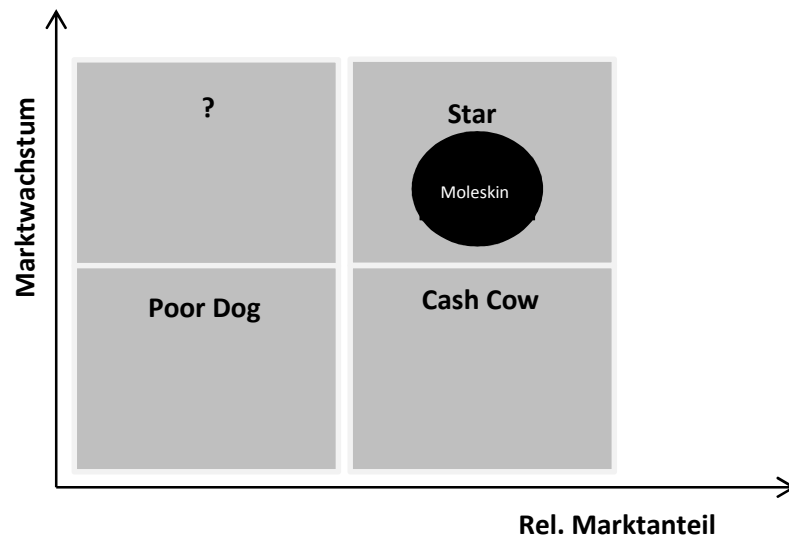 Marktwachstum
?
Star
Moleskin
Poor Dog
Cash Cow
Rel. Marktanteil